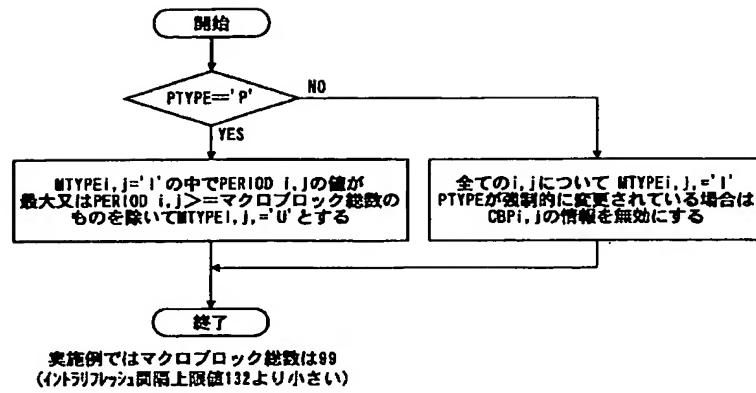 開始
PTYPE=='P'
NO
YES
MTYPEi,j='I'の中でPERIOD i,jの値が
最大又はPERIOD i,j>=マクロブロック総数の
ものを除いてMTYPEi,j,='U'とする
全てのi,jについて MTYPEi,j,='I'
PTYPEが強制的に変更されている場合は
CBPi,jの情報を無効にする
終了
実施例ではマクロブロック総数は99
(イントラリフレッシュ間隔上限値132より小さい)